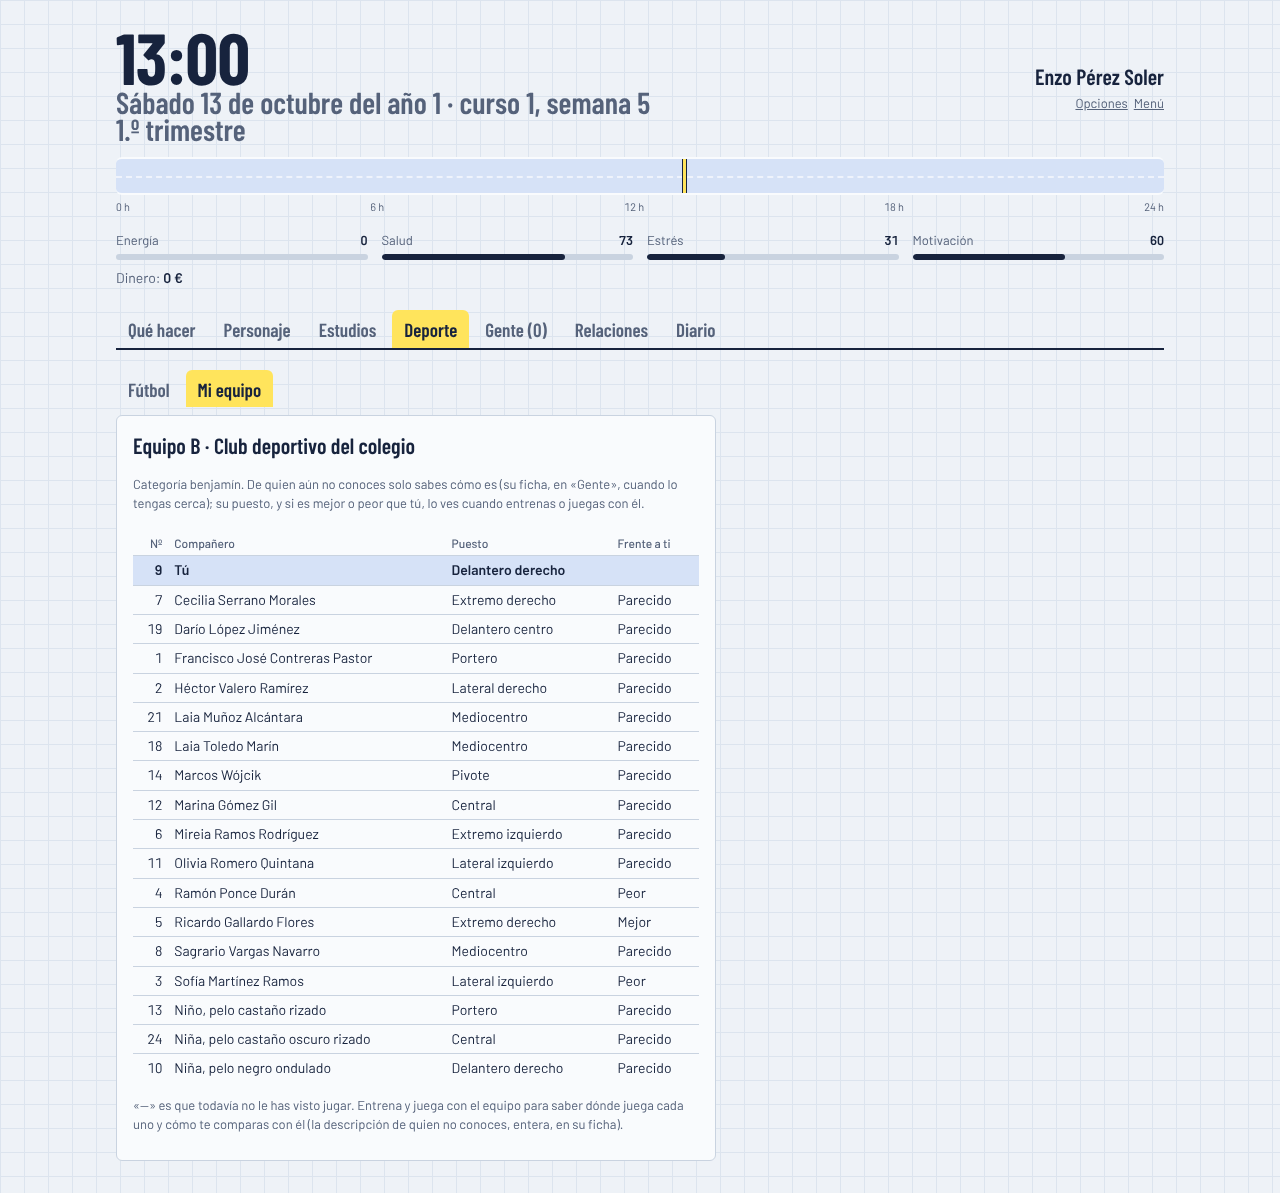 13:00
Sábado 13 de octubre del año 1 · curso 1, semana 5
1.º trimestre
Enzo Pérez Soler
Opciones Menú
0 h 6 h 12 h 18 h 24 h
Energía 0 Salud 73 Estrés 31 Motivación 60
Dinero: 0 €
Qué hacer Personaje Estudios Deporte Gente (0) Relaciones Diario
Fútbol Mi equipo
Equipo B · Club deportivo del colegio
Categoría benjamín. De quien aún no conoces solo sabes cómo es (su ficha, en «Gente», cuando lo
tengas cerca); su puesto, y si es mejor o peor que tú, lo ves cuando entrenas o juegas con él.
Nº Compañero Puesto Frente a ti
9 Tú Delantero derecho
7 Cecilia Serrano Morales Extremo derecho Parecido
19 Darío López Jiménez Delantero centro Parecido
1 Francisco José Contreras Pastor Portero Parecido
2 Héctor Valero Ramírez Lateral derecho Parecido
21 Laia Muñoz Alcántara Mediocentro Parecido
18 Laia Toledo Marín Mediocentro Parecido
14 Marcos Wójcik Pivote Parecido
12 Marina Gómez Gil Central Parecido
6 Mireia Ramos Rodríguez Extremo izquierdo Parecido
11 Olivia Romero Quintana Lateral izquierdo Parecido
4 Ramón Ponce Durán Central Peor
5 Ricardo Gallardo Flores Extremo derecho Mejor
8 Sagrario Vargas Navarro Mediocentro Parecido
3 Sofía Martínez Ramos Lateral izquierdo Peor
13 Niño, pelo castaño rizado Portero Parecido
24 Niña, pelo castaño oscuro rizado Central Parecido
10 Niña, pelo negro ondulado Delantero derecho Parecido
«—» es que todavía no le has visto jugar. Entrena y juega con el equipo para saber dónde juega cada
uno y cómo te comparas con él (la descripción de quien no conoces, entera, en su ficha).